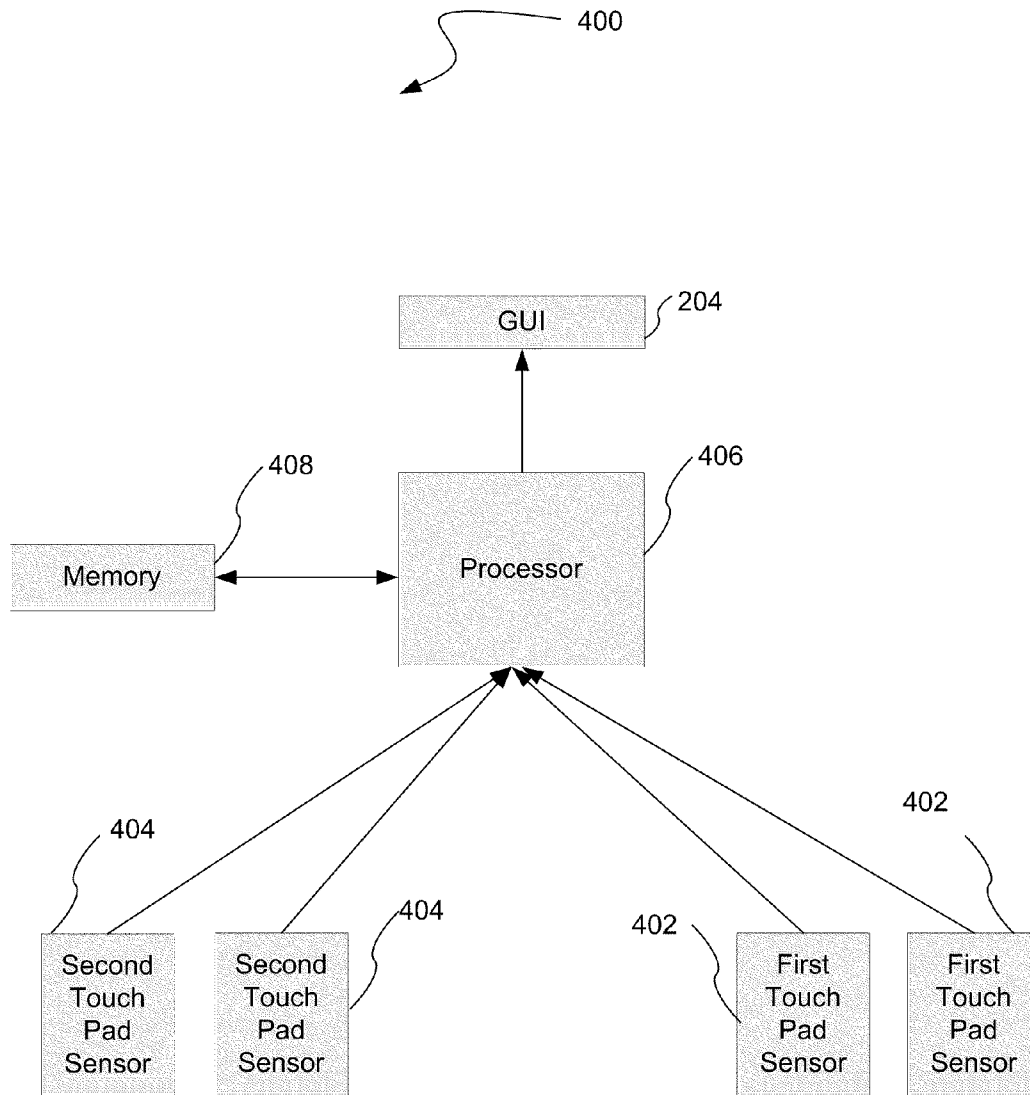 400
GUI
204
408
406
Memory
Processor
404
404
402
402
Second
Touch
Pad
Sensor
Second
Touch
Pad
Sensor
First
Touch
Pad
Sensor
First
Touch
Pad
Sensor